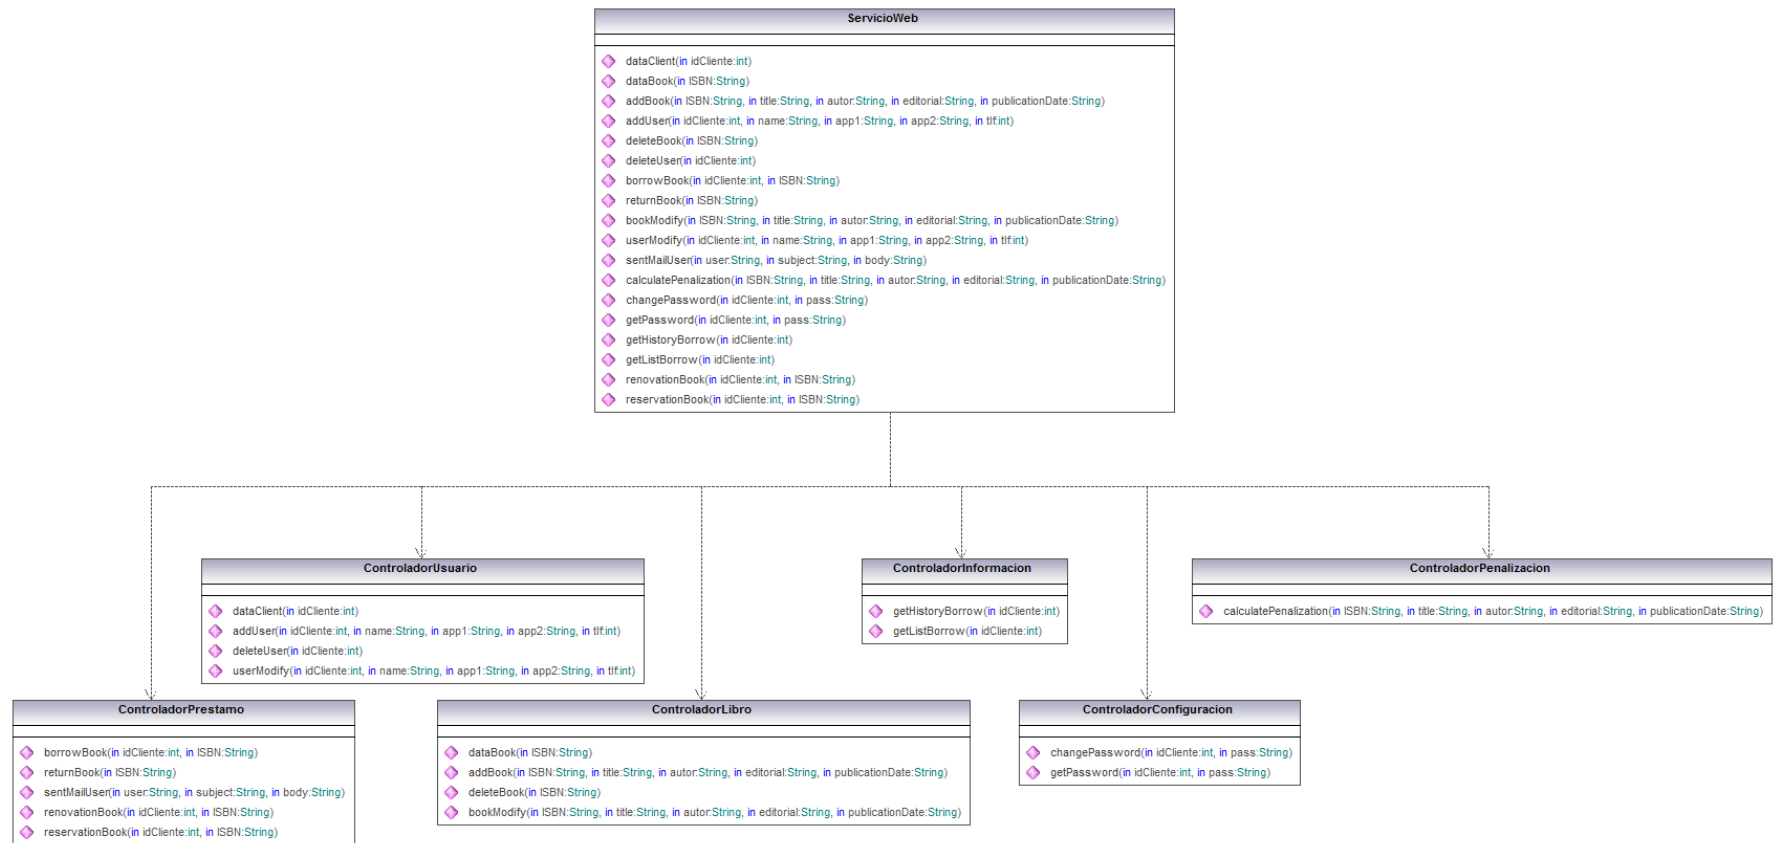 ServicioWeb
dataClient(in idCliente:int)
dataBook(in ISBN:String)
addBook(in ISBN:String, in title:String, in autor:String, in editorial:String, in publicationDate:String)
addUser(in idCliente:int, in name:String, in app1:String, in app2:String, in tlf:int)
deleteBook(in ISBN:String)
deleteUser(in idCliente:int)
borrowBook(in idCliente:int, in ISBN:String)
returnBook(in ISBN:String)
bookModify(in ISBN:String, in title:String, in autor:String, in editorial:String, in publicationDate:String)
userModify(in idCliente:int, in name:String, in app1:String, in app2:String, in tlf:int)
sentMailUser(in user:String, in subject:String, in body:String)
calculatePenalization(in ISBN:String, in title:String, in autor:String, in editorial:String, in publicationDate:String)
changePassword(in idCliente:int, in pass:String)
getPassword(in idCliente:int, in pass:String)
getHistoryBorrow(in idCliente:int)
getListBorrow(in idCliente:int)
renovationBook(in idCliente:int, in ISBN:String)
reservationBook(in idCliente:int, in ISBN:String)
ControladorUsuario
dataClient(in idCliente:int)
addUser(in idCliente:int, in name:String, in app1:String, in app2:String, in tlf:int)
deleteUser(in idCliente:int)
userModify(in idCliente:int, in name:String, in app1:String, in app2:String, in tlf:int)
ControladorInformacion
getHistoryBorrow(in idCliente:int)
getListBorrow(in idCliente:int)
ControladorPenalizacion
calculatePenalization(in ISBN:String, in title:String, in autor:String, in editorial:String, in publicationDate:String)
ControladorPrestamo
borrowBook(in idCliente:int, in ISBN:String)
returnBook(in ISBN:String)
sentMailUser(in user:String, in subject:String, in body:String)
renovationBook(in idCliente:int, in ISBN:String)
reservationBook(in idCliente:int, in ISBN:String)
ControladorLibro
dataBook(in ISBN:String)
addBook(in ISBN:String, in title:String, in autor:String, in editorial:String, in publicationDate:String)
deleteBook(in ISBN:String)
bookModify(in ISBN:String, in title:String, in autor:String, in editorial:String, in publicationDate:String)
ControladorConfiguracion
changePassword(in idCliente:int, in pass:String)
getPassword(in idCliente:int, in pass:String)